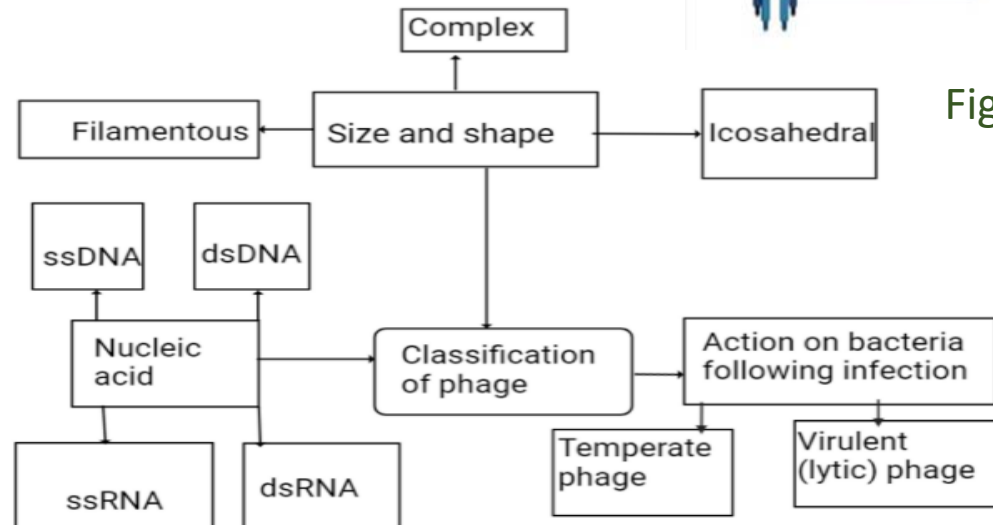 Complex
Filamentous
Size and shape
Icosahedral
Fig
ssDNA
dsDNA
Nucleic
acid
Classification
of phage
Action on bacteria
following infection
Temperate
phage
Virulent
(lytic) phage
ssRNA
dsRNA